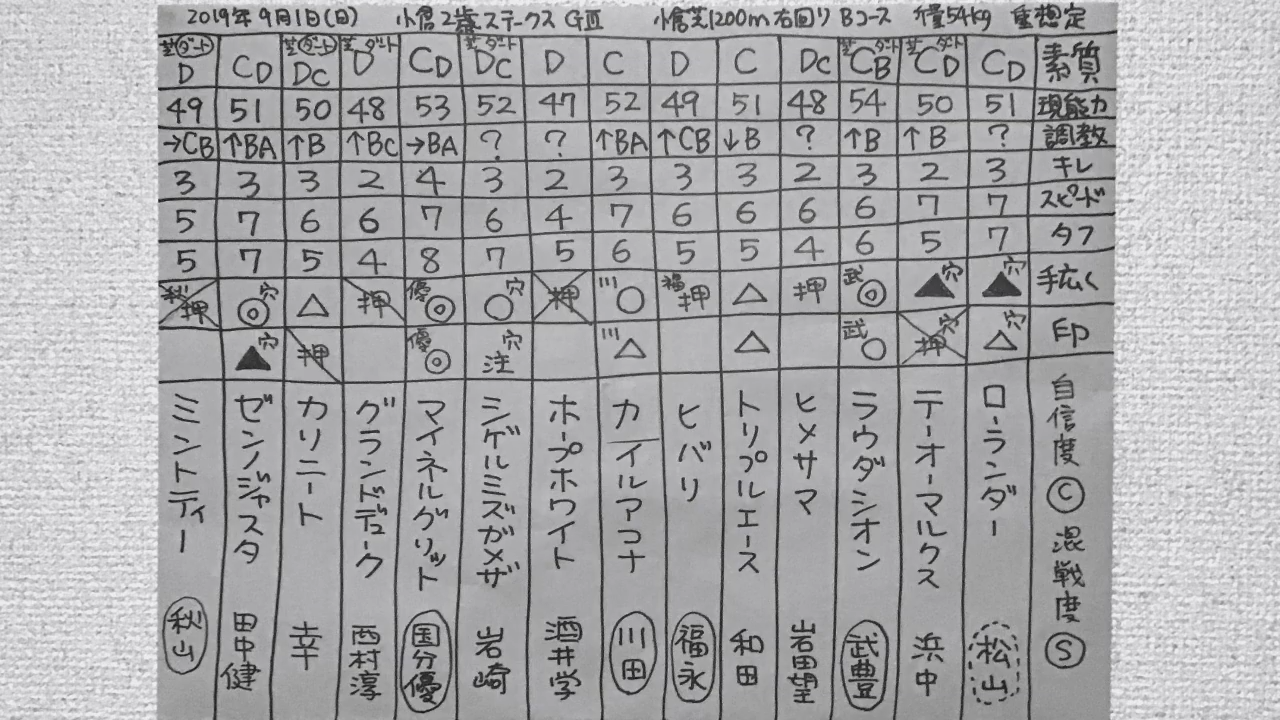 2019年9月1日(日) 小倉2歳ステークス GⅢ 小倉芝1200m右回り Bコース 斤量54kg 重想定
芝ダート D CD 芝ダート DC 芝ダート D CD 芝ダート DC D C D C DC 芝ダート CB 芝ダート CD CD 素質
49 51 50 48 53 52 47 52 49 51 48 54 50 51 現能力
→CB ↑BA ↑B ↑BC →BA ? ? ↑BA ↑CB ↓B ? ↑B ↑B ? 調教
3 3 3 2 4 3 2 3 3 3 2 3 2 3 キレ
5 7 6 6 7 6 4 7 6 6 6 6 7 7 スピード
5 7 5 4 8 7 5 6 5 5 4 6 5 7 タフ
秋押 ◎穴 △ 押 優◎ ○穴 押 川○ 福押 △ 押 武◎ ▲穴 ▲穴 手広く
▲穴 押 優◎ 穴注 川△ △ 武○ 押穴 △穴 印
ミントティー ゼンノジャスタ カリニート グランドデューク マイネルグリット シゲルミズガメザ ホープホワイト カイルアコナ ヒバリ トリプルエース ヒメサマ ラウダシオン テーオーマルクス ローランダー 自信度 C 混戦度 S
秋山 田中健 幸 西村淳 国分優 岩崎 酒井学 川田 福永 和田 岩田望 武豊 浜中 松山